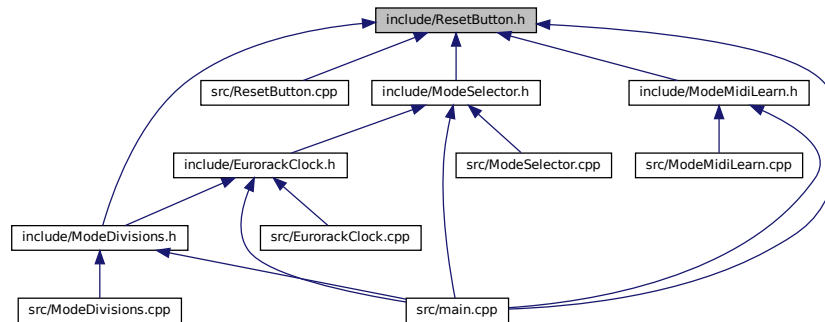 include/ResetButton.h
src/ResetButton.cpp
include/ModeSelector.h
include/ModeMidiLearn.h
include/EurorackClock.h
src/ModeSelector.cpp
src/ModeMidiLearn.cpp
include/ModeDivisions.h
src/EurorackClock.cpp
src/ModeDivisions.cpp
src/main.cpp